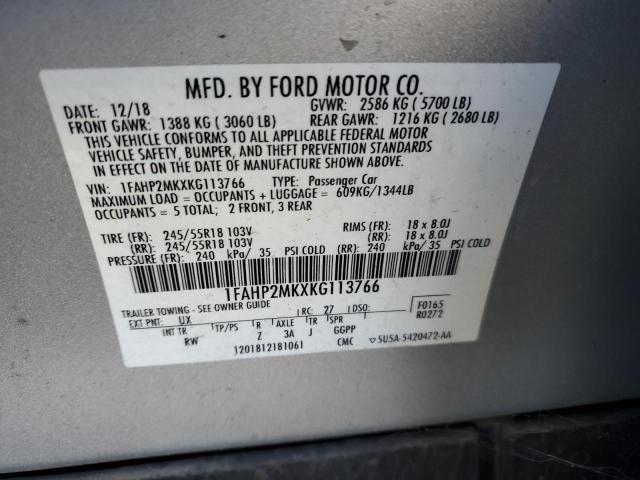 MFD. BY FORD MOTOR CO.
DATE: 12/18 GVWR: 2586 KG ( 5700 LB)
FRONT GAWR: 1388 KG ( 3060 LB) REAR GAWR: 1216 KG ( 2680 LB)
THIS VEHICLE CONFORMS TO ALL APPLICABLE FEDERAL MOTOR
VEHICLE SAFETY, BUMPER, AND THEFT PREVENTION STANDARDS
IN EFFECT ON THE DATE OF MANUFACTURE SHOWN ABOVE.
VIN: 1FAHP2MKXKG113766 TYPE: Passenger Car
MAXIMUM LOAD = OCCUPANTS + LUGGAGE = 609KG/1344LB
OCCUPANTS = 5 TOTAL; 2 FRONT, 3 REAR
TIRE (FR): 245/55R18 103V RIMS (FR): 18 x 8.0J
(RR): 245/55R18 103V (RR): 18 x 8.0J
PRESSURE (FR): 240 kPa/ 35 PSI COLD (RR): 240 kPa/ 35 PSI COLD
1FAHP2MKXKG113766
TRAILER TOWING - SEE OWNER GUIDE
EXT PNT: UX RC: 27 DSO: F0165
INT TR TP/PS R AXLE TR SPR R0272
RW Z 3A J GGPP
1201812181061 CMC ▽5U5A-5420472-AA